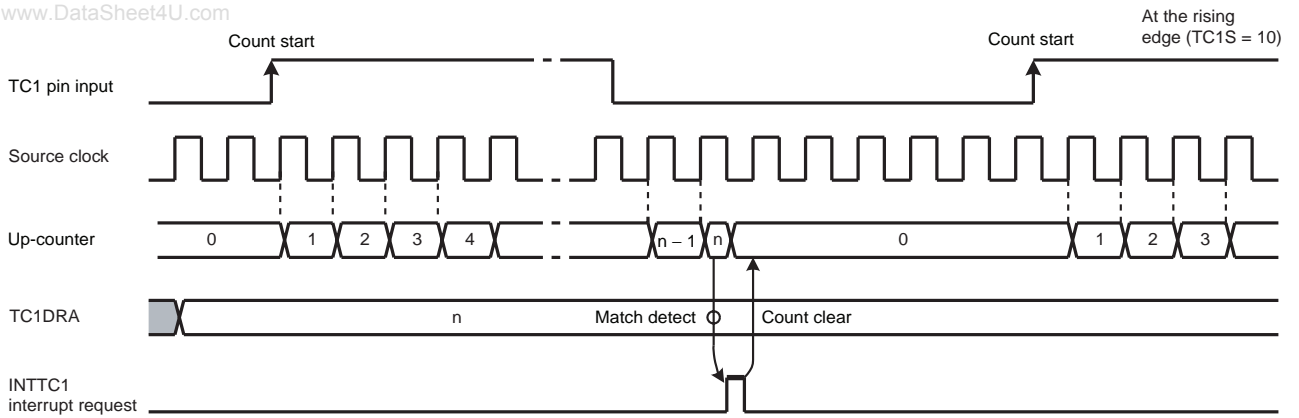 www.DataSheet4U.com
At the rising
edge (TC1S = 10)
Count start
Count start
TC1 pin input
Source clock
Up-counter
0 1 2 3 4 n − 1 n 0 1 2 3
TC1DRA
n Match detect Count clear
INTTC1
interrupt request